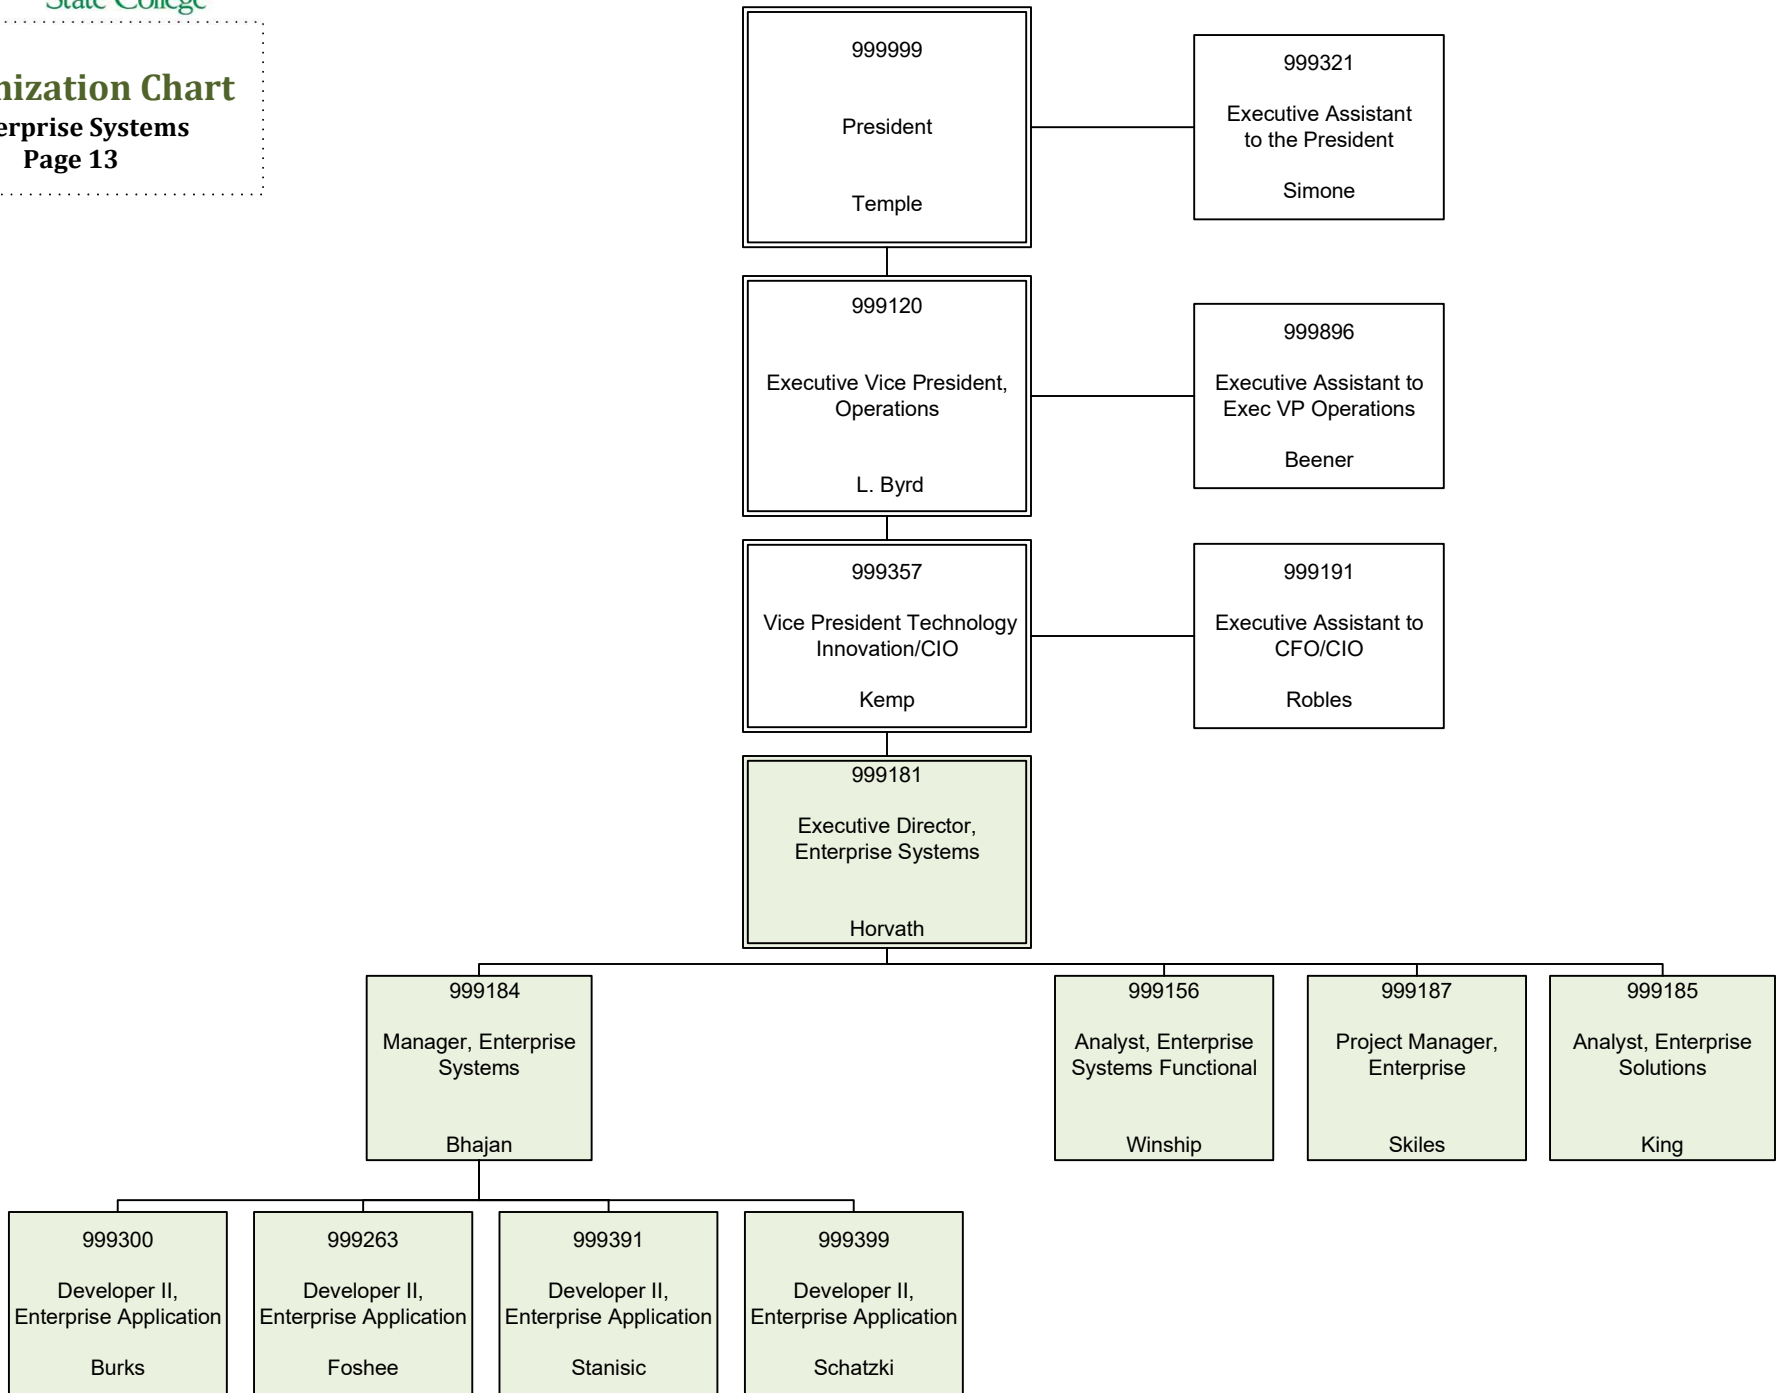 State College
nization Chart
erprise Systems
Page 13
999999
President
Temple
999321
Executive Assistant
to the President
Simone
999120
Executive Vice President,
Operations
L. Byrd
999896
Executive Assistant to
Exec VP Operations
Beener
999357
Vice President Technology
Innovation/CIO
Kemp
999191
Executive Assistant to
CFO/CIO
Robles
999181
Executive Director,
Enterprise Systems
Horvath
999184
Manager, Enterprise
Systems
Bhajan
999156
Analyst, Enterprise
Systems Functional
Winship
999187
Project Manager,
Enterprise
Skiles
999185
Analyst, Enterprise
Solutions
King
999300
Developer II,
Enterprise Application
Burks
999263
Developer II,
Enterprise Application
Foshee
999391
Developer II,
Enterprise Application
Stanisic
999399
Developer II,
Enterprise Application
Schatzki